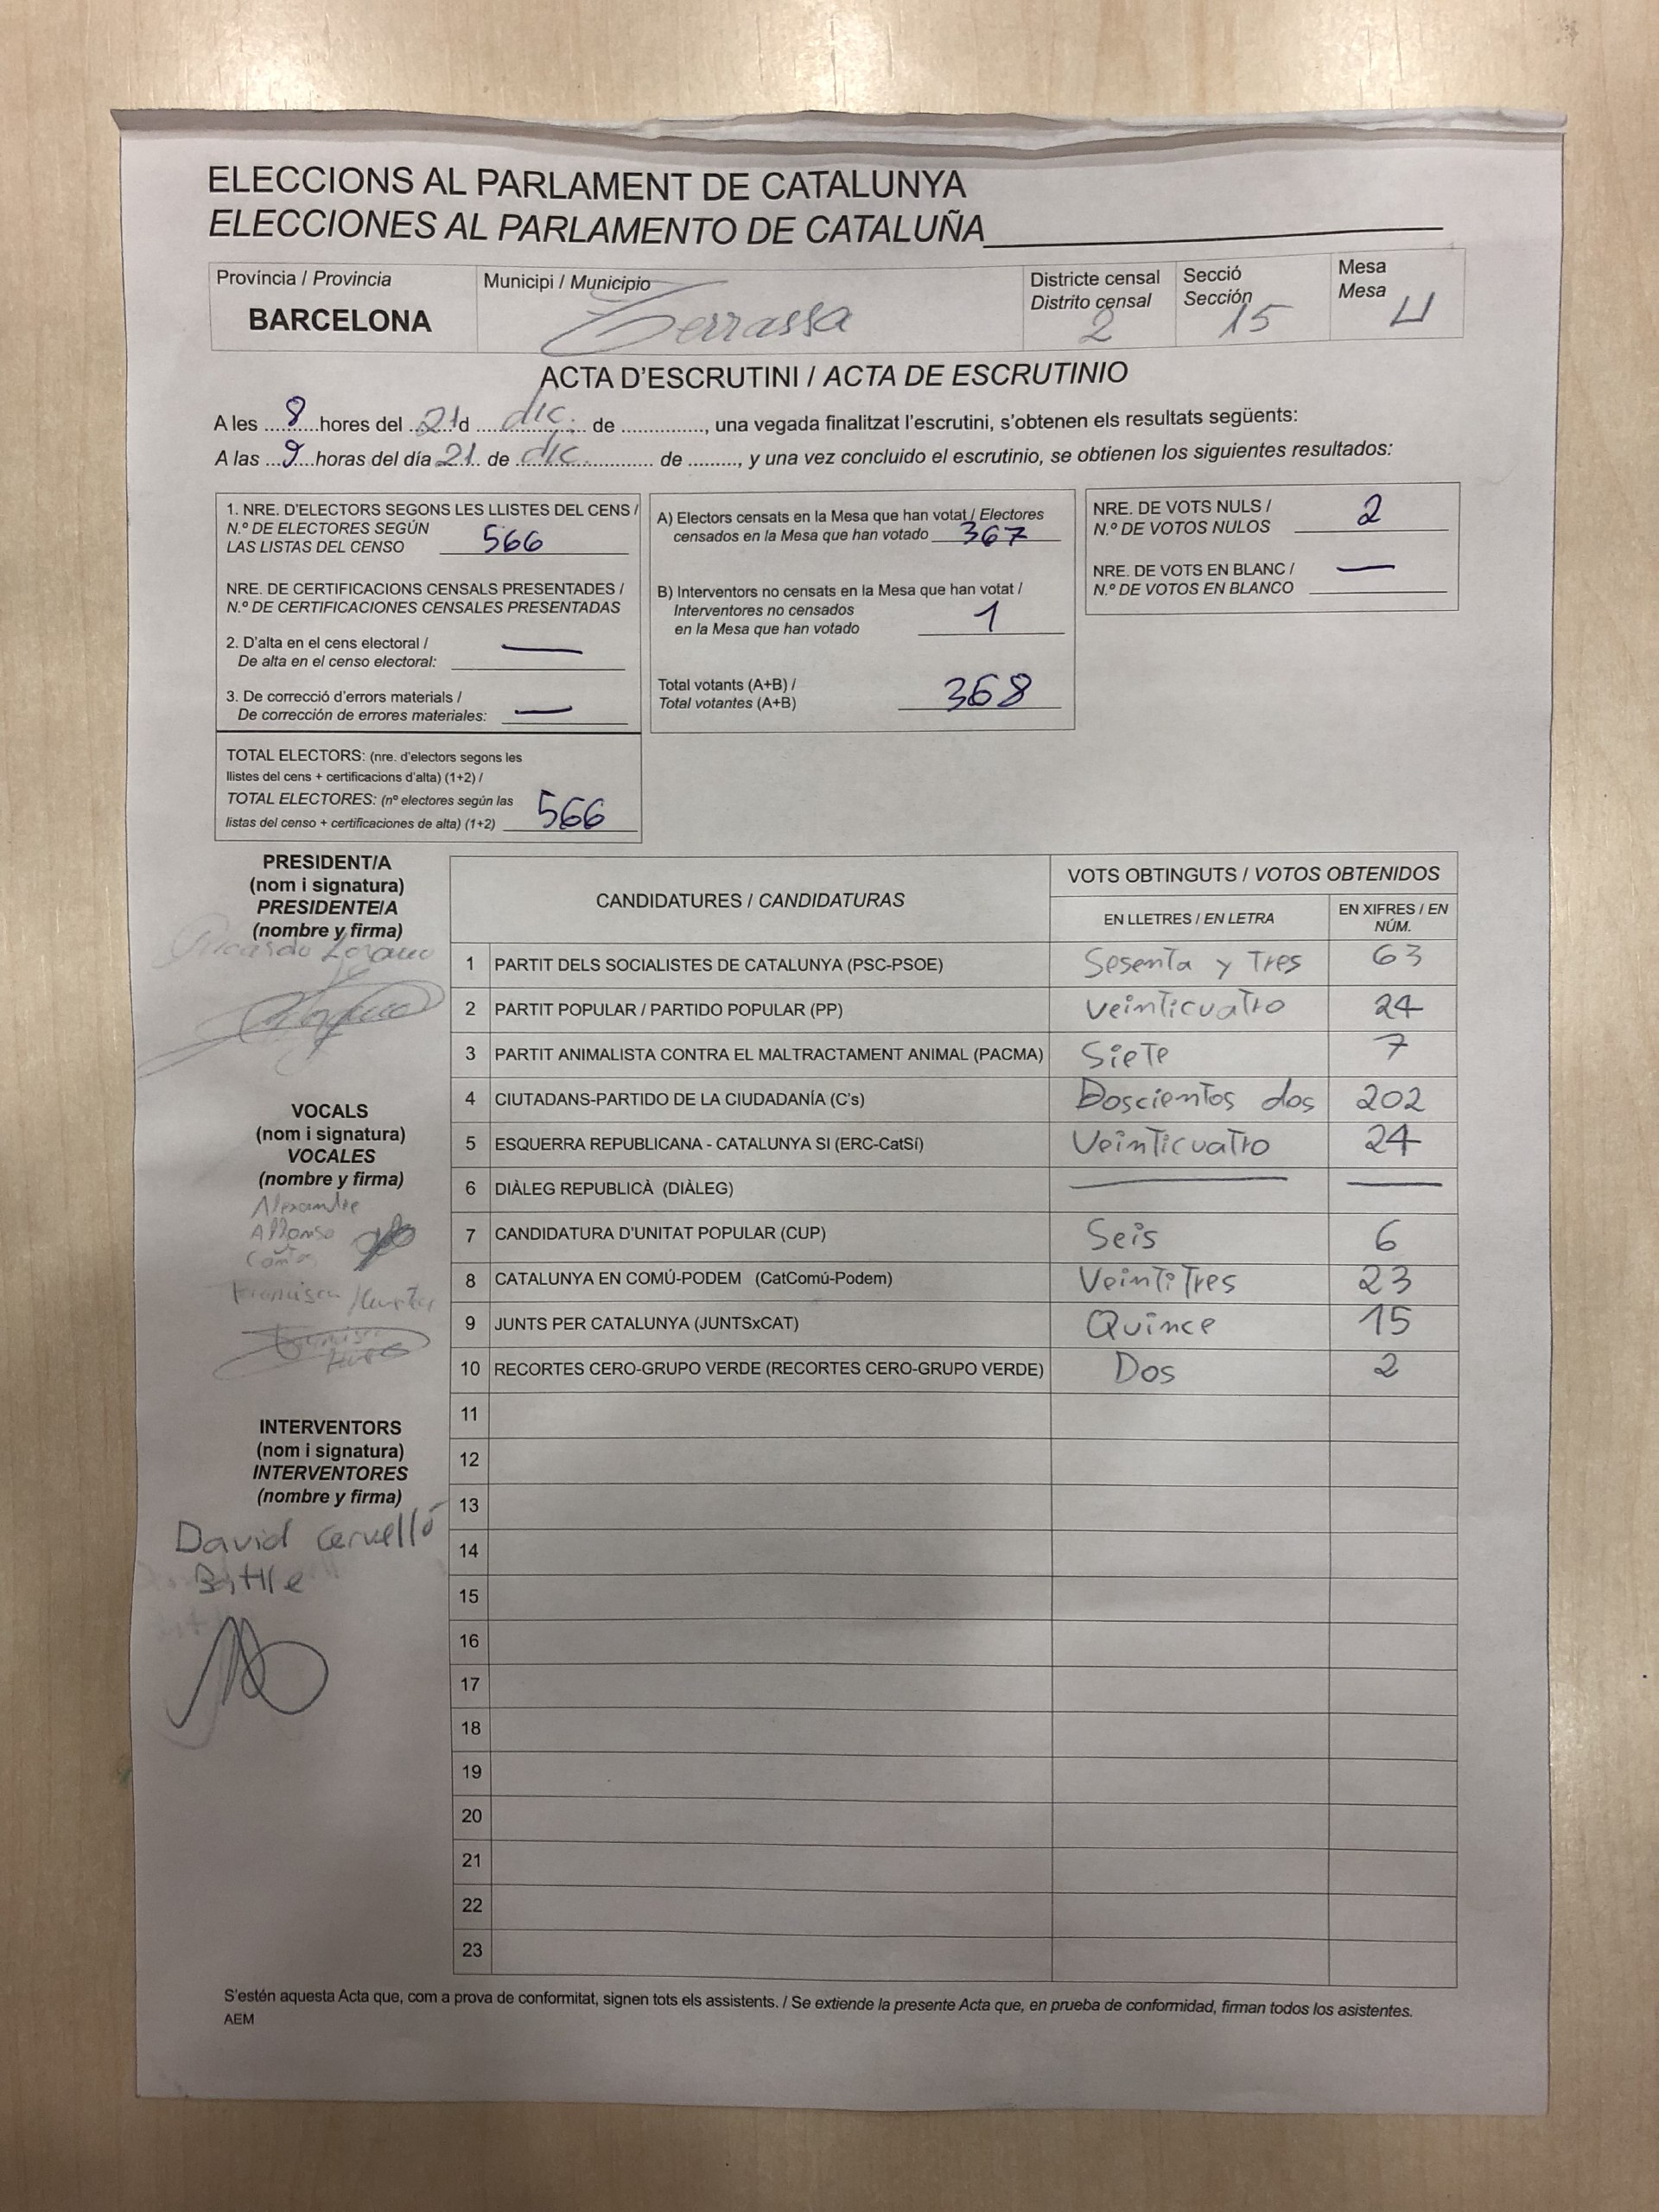 ELECCIONS AL PARLAMENT DE CATALUNYA
ELECCIONES AL PARLAMENTO DE CATALUÑA
Província / Provincia
BARCELONA
Municipi / Municipio
Terrassa
Districte censal
Distrito censal
2
Secció
Sección
15
Mesa
Mesa
U
ACTA D'ESCRUTINI / ACTA DE ESCRUTINIO
A les ...8...hores del ..21d ...dic... de .............., una vegada finalitzat l'escrutini, s'obtenen els resultats següents:
A las ...9...horas del día 21... de ..dic............ de ........., y una vez concluido el escrutinio, se obtienen los siguientes resultados:
1. NRE. D'ELECTORS SEGONS LES LLISTES DEL CENS /
N.º DE ELECTORES SEGÚN
LAS LISTAS DEL CENSO 566
NRE. DE CERTIFICACIONS CENSALS PRESENTADES /
N.º DE CERTIFICACIONES CENSALES PRESENTADAS
2. D'alta en el cens electoral /
De alta en el censo electoral: —
3. De correcció d'errors materials /
De corrección de errores materiales: —
TOTAL ELECTORS: (nre. d'electors segons les
llistes del cens + certificacions d'alta) (1+2) /
TOTAL ELECTORES: (nº electores según las
listas del censo + certificaciones de alta) (1+2) 566
A) Electors censats en la Mesa que han votat / Electores
censados en la Mesa que han votado 367
B) Interventors no censats en la Mesa que han votat /
Interventores no censados
en la Mesa que han votado 1
Total votants (A+B) /
Total votantes (A+B) 368
NRE. DE VOTS NULS /
N.º DE VOTOS NULOS 2
NRE. DE VOTS EN BLANC /
N.º DE VOTOS EN BLANCO —
PRESIDENT/A
(nom i signatura)
PRESIDENTE/A
(nombre y firma)
VOCALS
(nom i signatura)
VOCALES
(nombre y firma)
Alexandre
Alfonso
INTERVENTORS
(nom i signatura)
INTERVENTORES
(nombre y firma)
David Cervelló
Batlle
CANDIDATURES / CANDIDATURAS
VOTS OBTINGUTS / VOTOS OBTENIDOS
EN LLETRES / EN LETRA
EN XIFRES / EN
NÚM.
1 PARTIT DELS SOCIALISTES DE CATALUNYA (PSC-PSOE) Sesenta y Tres 63
2 PARTIT POPULAR / PARTIDO POPULAR (PP) Veinticuatro 24
3 PARTIT ANIMALISTA CONTRA EL MALTRACTAMENT ANIMAL (PACMA) Siete 7
4 CIUTADANS-PARTIDO DE LA CIUDADANÍA (C's) Doscientos dos 202
5 ESQUERRA REPUBLICANA - CATALUNYA SI (ERC-CatSí) Veinticuatro 24
6 DIÀLEG REPUBLICÀ (DIÀLEG) — —
7 CANDIDATURA D'UNITAT POPULAR (CUP) Seis 6
8 CATALUNYA EN COMÚ-PODEM (CatComú-Podem) Veintitres 23
9 JUNTS PER CATALUNYA (JUNTSxCAT) Quince 15
10 RECORTES CERO-GRUPO VERDE (RECORTES CERO-GRUPO VERDE) Dos 2
11
12
13
14
15
16
17
18
19
20
21
22
23
S'estén aquesta Acta que, com a prova de conformitat, signen tots els assistents. / Se extiende la presente Acta que, en prueba de conformidad, firman todos los asistentes.
AEM